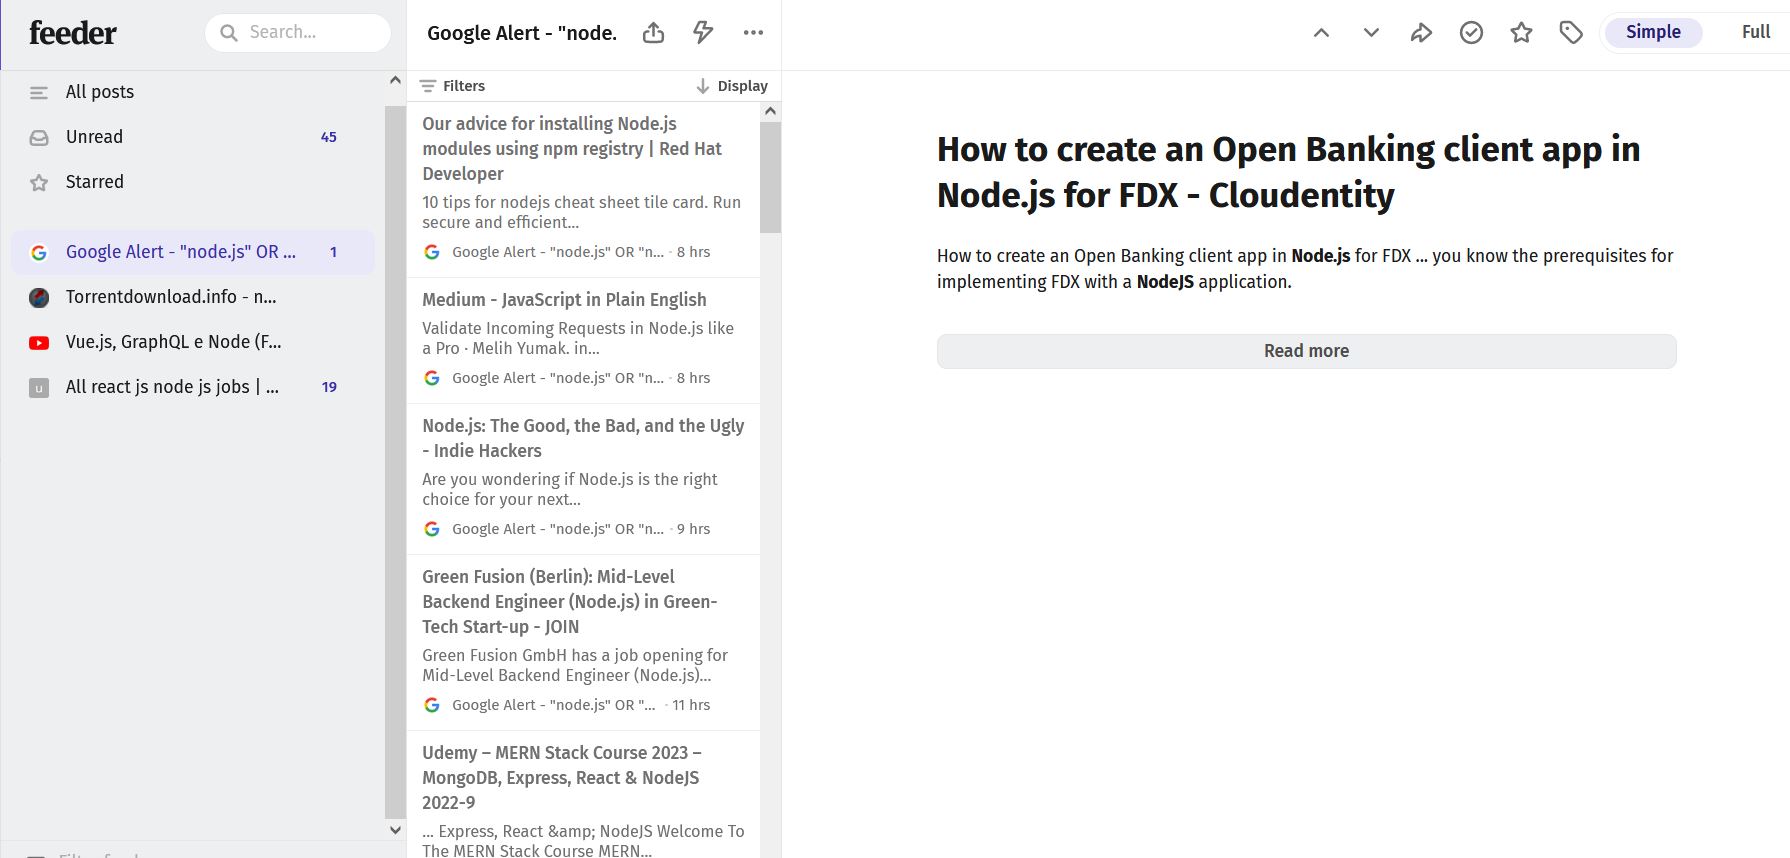 feeder
Search...
All posts
Unread 45
Starred
Google Alert - "node.js" OR ... 1
Torrentdownload.info - n...
Vue.js, GraphQL e Node (F...
u All react js node js jobs | ... 19
Google Alert - "node.
Filters Display
Our advice for installing Node.js
modules using npm registry | Red Hat
Developer
10 tips for nodejs cheat sheet tile card. Run
secure and efficient...
Google Alert - "node.js" OR "n... · 8 hrs
Medium - JavaScript in Plain English
Validate Incoming Requests in Node.js like
a Pro · Melih Yumak. in...
Google Alert - "node.js" OR "n... · 8 hrs
Node.js: The Good, the Bad, and the Ugly
- Indie Hackers
Are you wondering if Node.js is the right
choice for your next...
Google Alert - "node.js" OR "n... · 9 hrs
Green Fusion (Berlin): Mid-Level
Backend Engineer (Node.js) in Green-
Tech Start-up - JOIN
Green Fusion GmbH has a job opening for
Mid-Level Backend Engineer (Node.js)...
Google Alert - "node.js" OR "... · 11 hrs
Udemy – MERN Stack Course 2023 –
MongoDB, Express, React & NodeJS
2022-9
... Express, React &amp; NodeJS Welcome To
The MERN Stack Course MERN...
Simple Full
How to create an Open Banking client app in
Node.js for FDX - Cloudentity
How to create an Open Banking client app in Node.js for FDX ... you know the prerequisites for
implementing FDX with a NodeJS application.
Read more